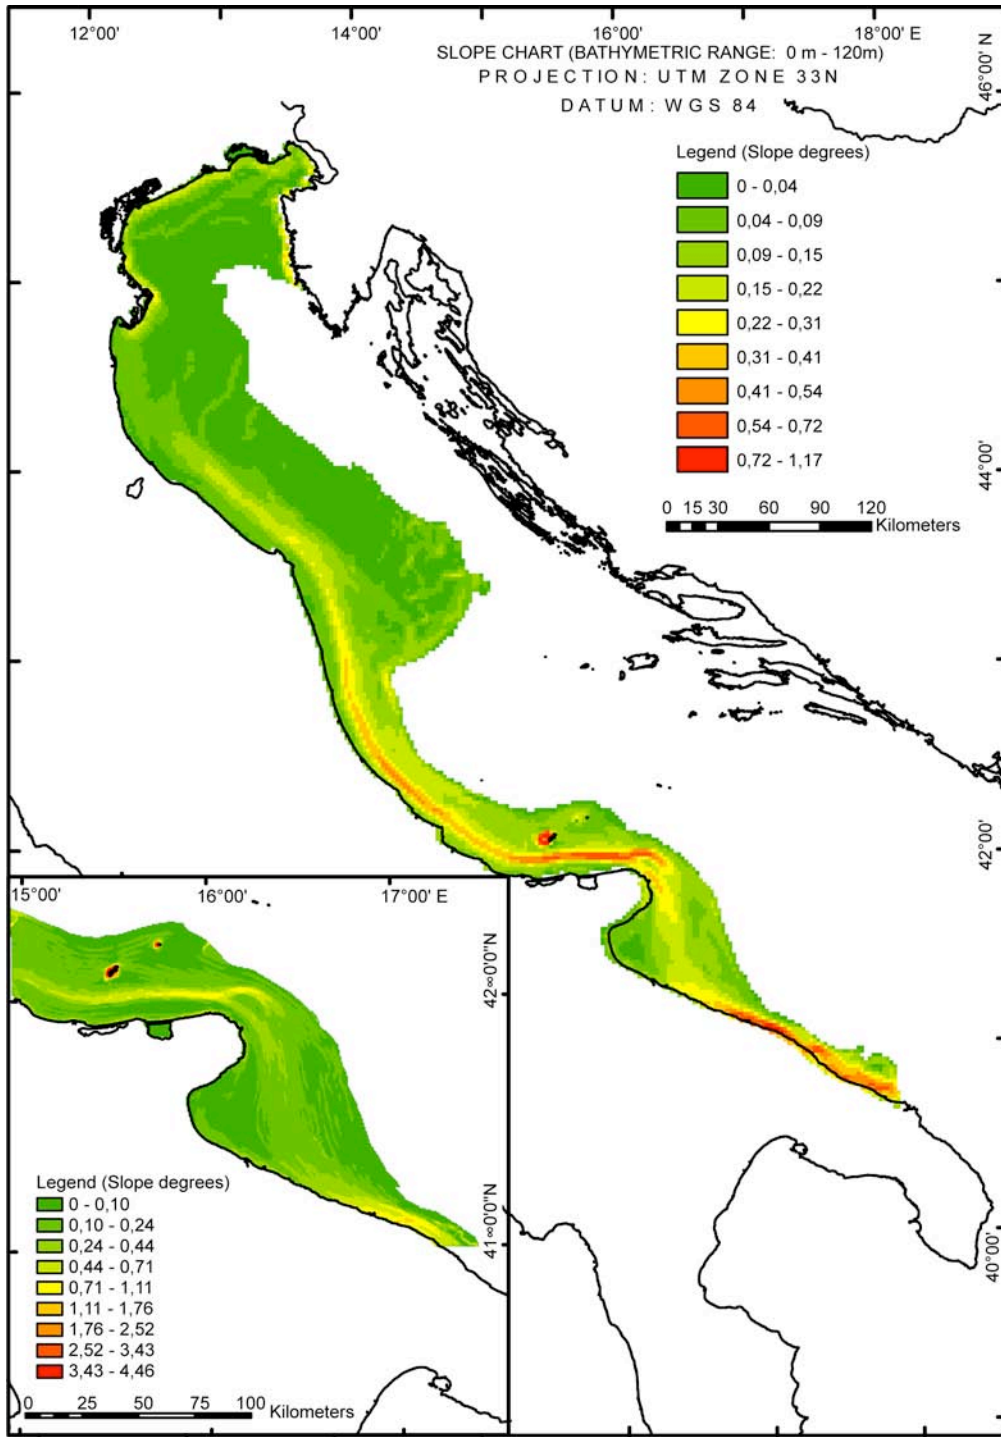 12°00' 14°00' 16°00' 18°00' N
SLOPE CHART (BATHYMETRIC RANGE: 0 m - 120m)
PROJECTION: UTM ZONE 33N
DATUM: WGS 84
46°00'
Legend (Slope degrees)
0 - 0,04
0,04 - 0,09
0,09 - 0,15
0,15 - 0,22
0,22 - 0,31
0,31 - 0,41
0,41 - 0,54
0,54 - 0,72
0,72 - 1,17
44°00'
0 15 30 60 90 120
Kilometers
42°00'
15°00' 16°00' 17°00' E
42∞0'0"N
41∞0'0"N
40°00'
Legend (Slope degrees)
0 - 0,10
0,10 - 0,24
0,24 - 0,44
0,44 - 0,71
0,71 - 1,11
1,11 - 1,76
1,76 - 2,52
2,52 - 3,43
3,43 - 4,46
0 25 50 75 100
Kilometers
14°00' 16°00' 18°00' E